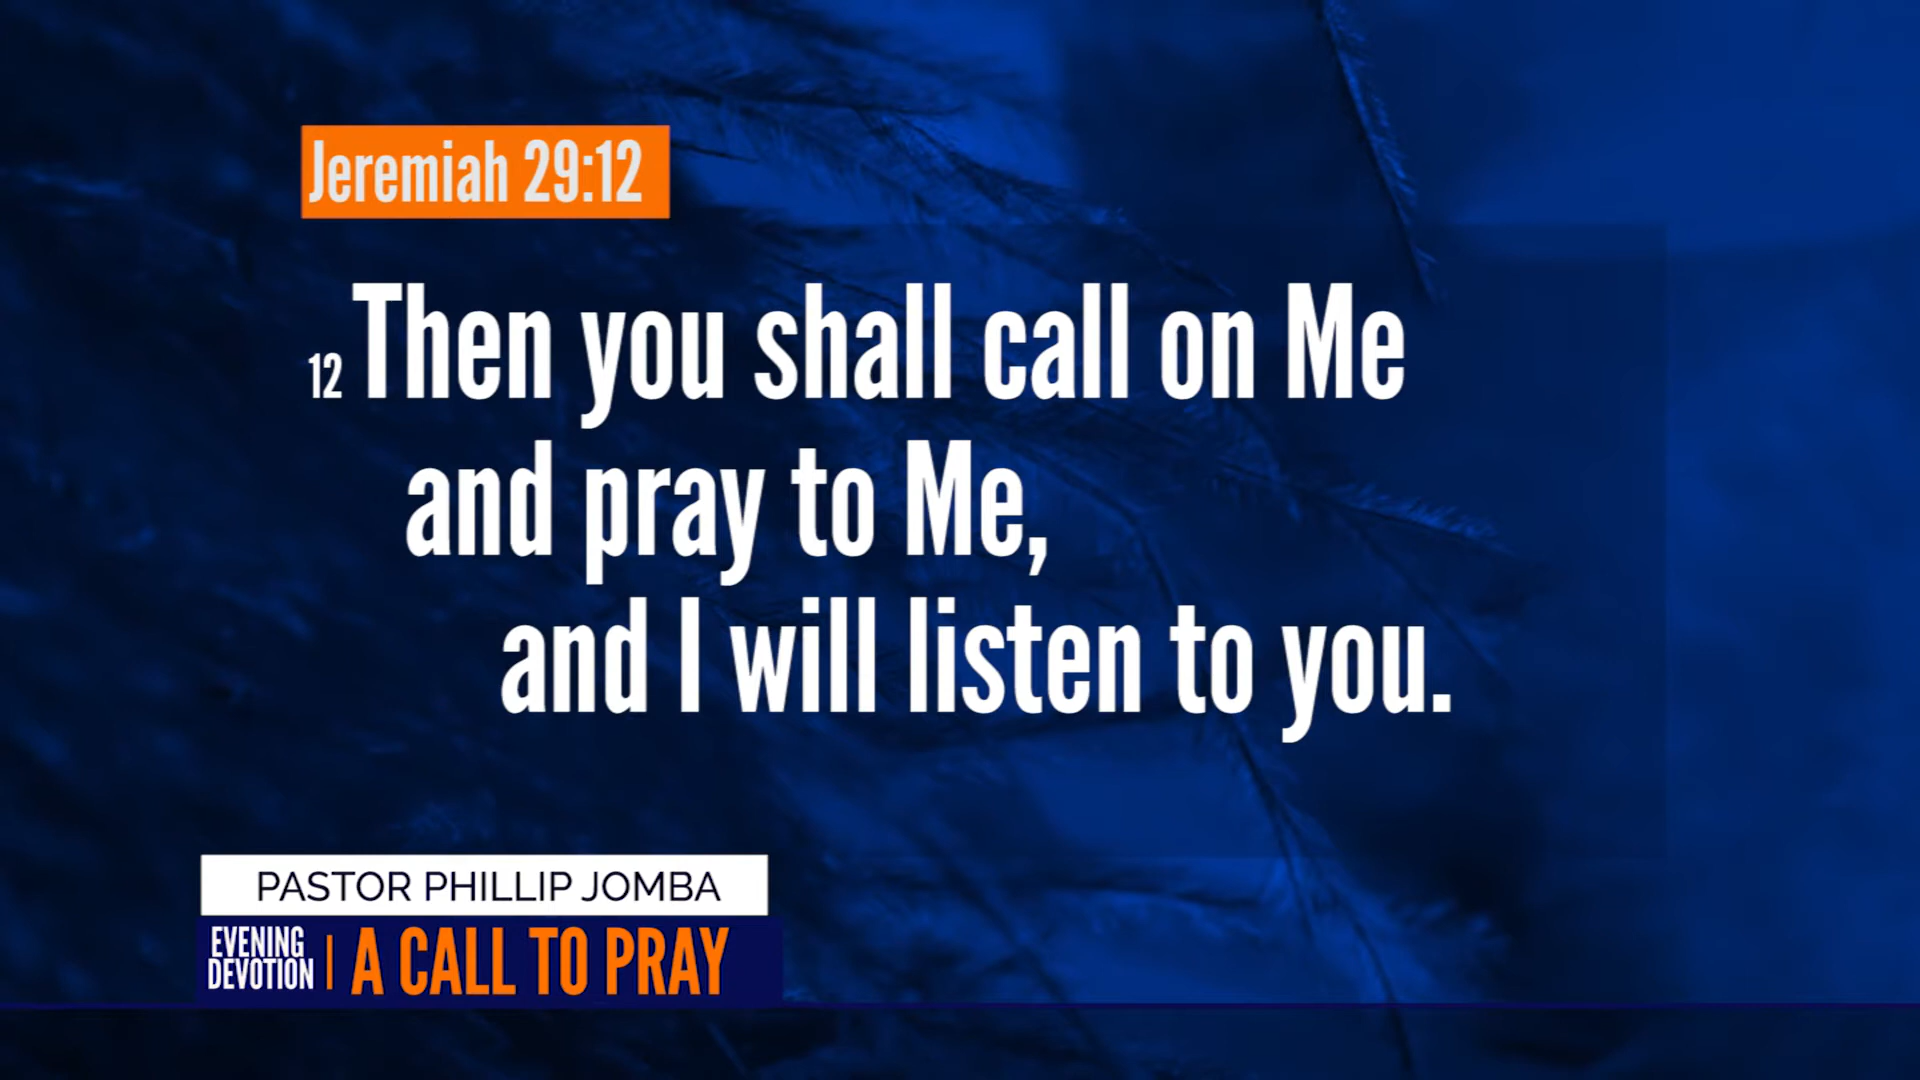 Jeremiah 29:12
12 Then you shall call on Me
and pray to Me,
and I will listen to you.
PASTOR PHILLIP JOMBA
EVENING
DEVOTION
A CALL TO PRAY